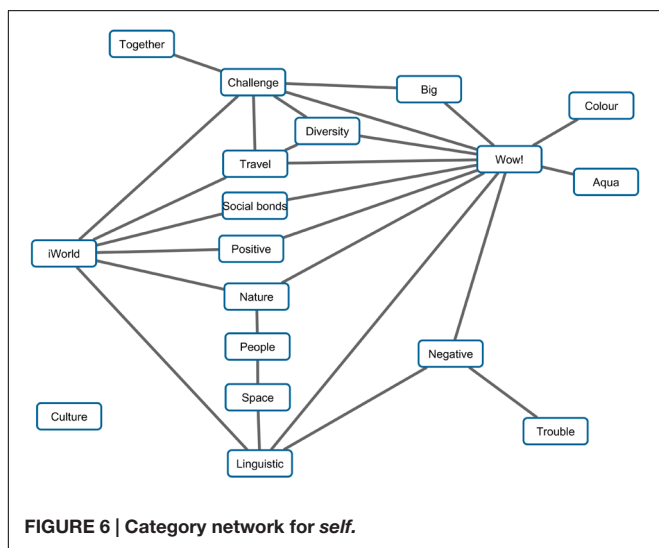 Together
Challenge
Big
Colour
Diversity
Wow!
Travel
Aqua
Social bonds
Positive
iWorld
Nature
People
Negative
Space
Culture
Trouble
Linguistic
FIGURE 6 | Category network for self.